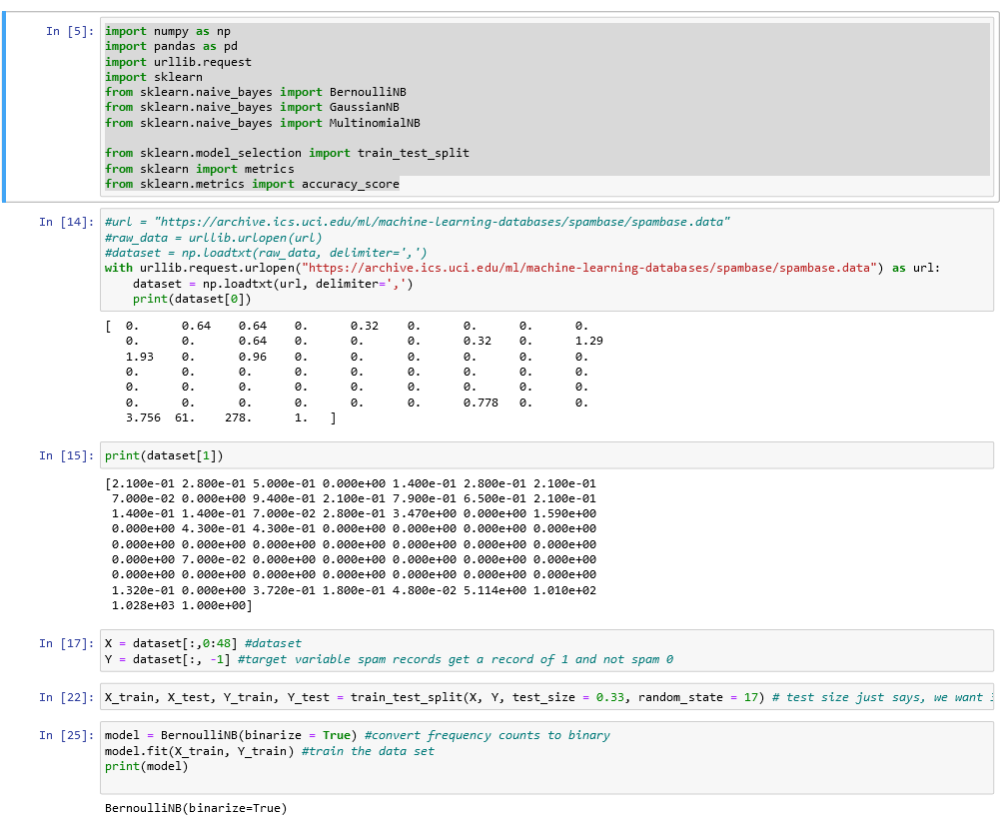 In [5]:
import numpy as np
import pandas as pd
import urllib.request
import sklearn
from sklearn.naive_bayes import BernoulliNB
from sklearn.naive_bayes import GaussianNB
from sklearn.naive_bayes import MultinomialNB
from sklearn.model_selection import train_test_split
from sklearn import metrics
from sklearn.metrics import accuracy_score
In [14]:
#url = "https://archive.ics.uci.edu/ml/machine-learning-databases/spambase/spambase.data"
#raw_data = urllib.urlopen(url)
#dataset = np.loadtxt(raw_data, delimiter=',')
with urllib.request.urlopen("https://archive.ics.uci.edu/ml/machine-learning-databases/spambase/spambase.data") as url:
    dataset = np.loadtxt(url, delimiter=',')
    print(dataset[0])
[  0.      0.64    0.64    0.      0.32    0.      0.      0.      0.
   0.      0.      0.64    0.      0.      0.      0.32    0.      1.29
   1.93    0.      0.96    0.      0.      0.      0.      0.      0.
   0.      0.      0.      0.      0.      0.      0.      0.      0.
   0.      0.      0.      0.      0.      0.      0.      0.      0.
   0.      0.      0.      0.      0.      0.      0.778   0.      0.
   3.756  61.    278.      1.   ]
In [15]:
print(dataset[1])
[2.100e-01 2.800e-01 5.000e-01 0.000e+00 1.400e-01 2.800e-01 2.100e-01
 7.000e-02 0.000e+00 9.400e-01 2.100e-01 7.900e-01 6.500e-01 2.100e-01
 1.400e-01 1.400e-01 7.000e-02 2.800e-01 3.470e+00 0.000e+00 1.590e+00
 0.000e+00 4.300e-01 4.300e-01 0.000e+00 0.000e+00 0.000e+00 0.000e+00
 0.000e+00 0.000e+00 0.000e+00 0.000e+00 0.000e+00 0.000e+00 0.000e+00
 0.000e+00 7.000e-02 0.000e+00 0.000e+00 0.000e+00 0.000e+00 0.000e+00
 0.000e+00 0.000e+00 0.000e+00 0.000e+00 0.000e+00 0.000e+00 0.000e+00
 1.320e-01 0.000e+00 3.720e-01 1.800e-01 4.800e-02 5.114e+00 1.010e+02
 1.028e+03 1.000e+00]
In [17]:
X = dataset[:,0:48] #dataset
Y = dataset[:, -1] #target variable spam records get a record of 1 and not spam 0
In [22]:
X_train, X_test, Y_train, Y_test = train_test_split(X, Y, test_size = 0.33, random_state = 17) # test size just says, we want
In [25]:
model = BernoulliNB(binarize = True) #convert frequency counts to binary
model.fit(X_train, Y_train) #train the data set
print(model)
BernoulliNB(binarize=True)